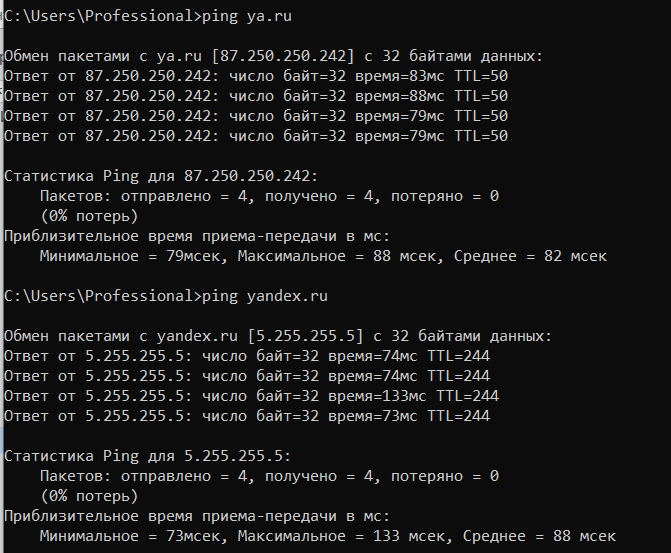 C:\Users\Professional>ping ya.ru
Обмен пакетами с ya.ru [87.250.250.242] с 32 байтами данных:
Ответ от 87.250.250.242: число байт=32 время=83мс TTL=50
Ответ от 87.250.250.242: число байт=32 время=88мс TTL=50
Ответ от 87.250.250.242: число байт=32 время=79мс TTL=50
Ответ от 87.250.250.242: число байт=32 время=79мс TTL=50
Статистика Ping для 87.250.250.242:
Пакетов: отправлено = 4, получено = 4, потеряно = 0
(0% потерь)
Приблизительное время приема-передачи в мс:
Минимальное = 79мсек, Максимальное = 88 мсек, Среднее = 82 мсек
C:\Users\Professional>ping yandex.ru
Обмен пакетами с yandex.ru [5.255.255.5] с 32 байтами данных:
Ответ от 5.255.255.5: число байт=32 время=74мс TTL=244
Ответ от 5.255.255.5: число байт=32 время=74мс TTL=244
Ответ от 5.255.255.5: число байт=32 время=133мс TTL=244
Ответ от 5.255.255.5: число байт=32 время=73мс TTL=244
Статистика Ping для 5.255.255.5:
Пакетов: отправлено = 4, получено = 4, потеряно = 0
(0% потерь)
Приблизительное время приема-передачи в мс:
Минимальное = 73мсек, Максимальное = 133 мсек, Среднее = 88 мсек